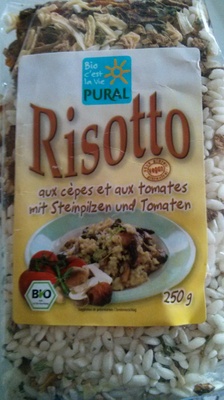 Bio
c'est
la vie
PURAL
Risotto
aux cèpes et aux tomates
mit Steinpilzen und Tomaten
BIO
250 g